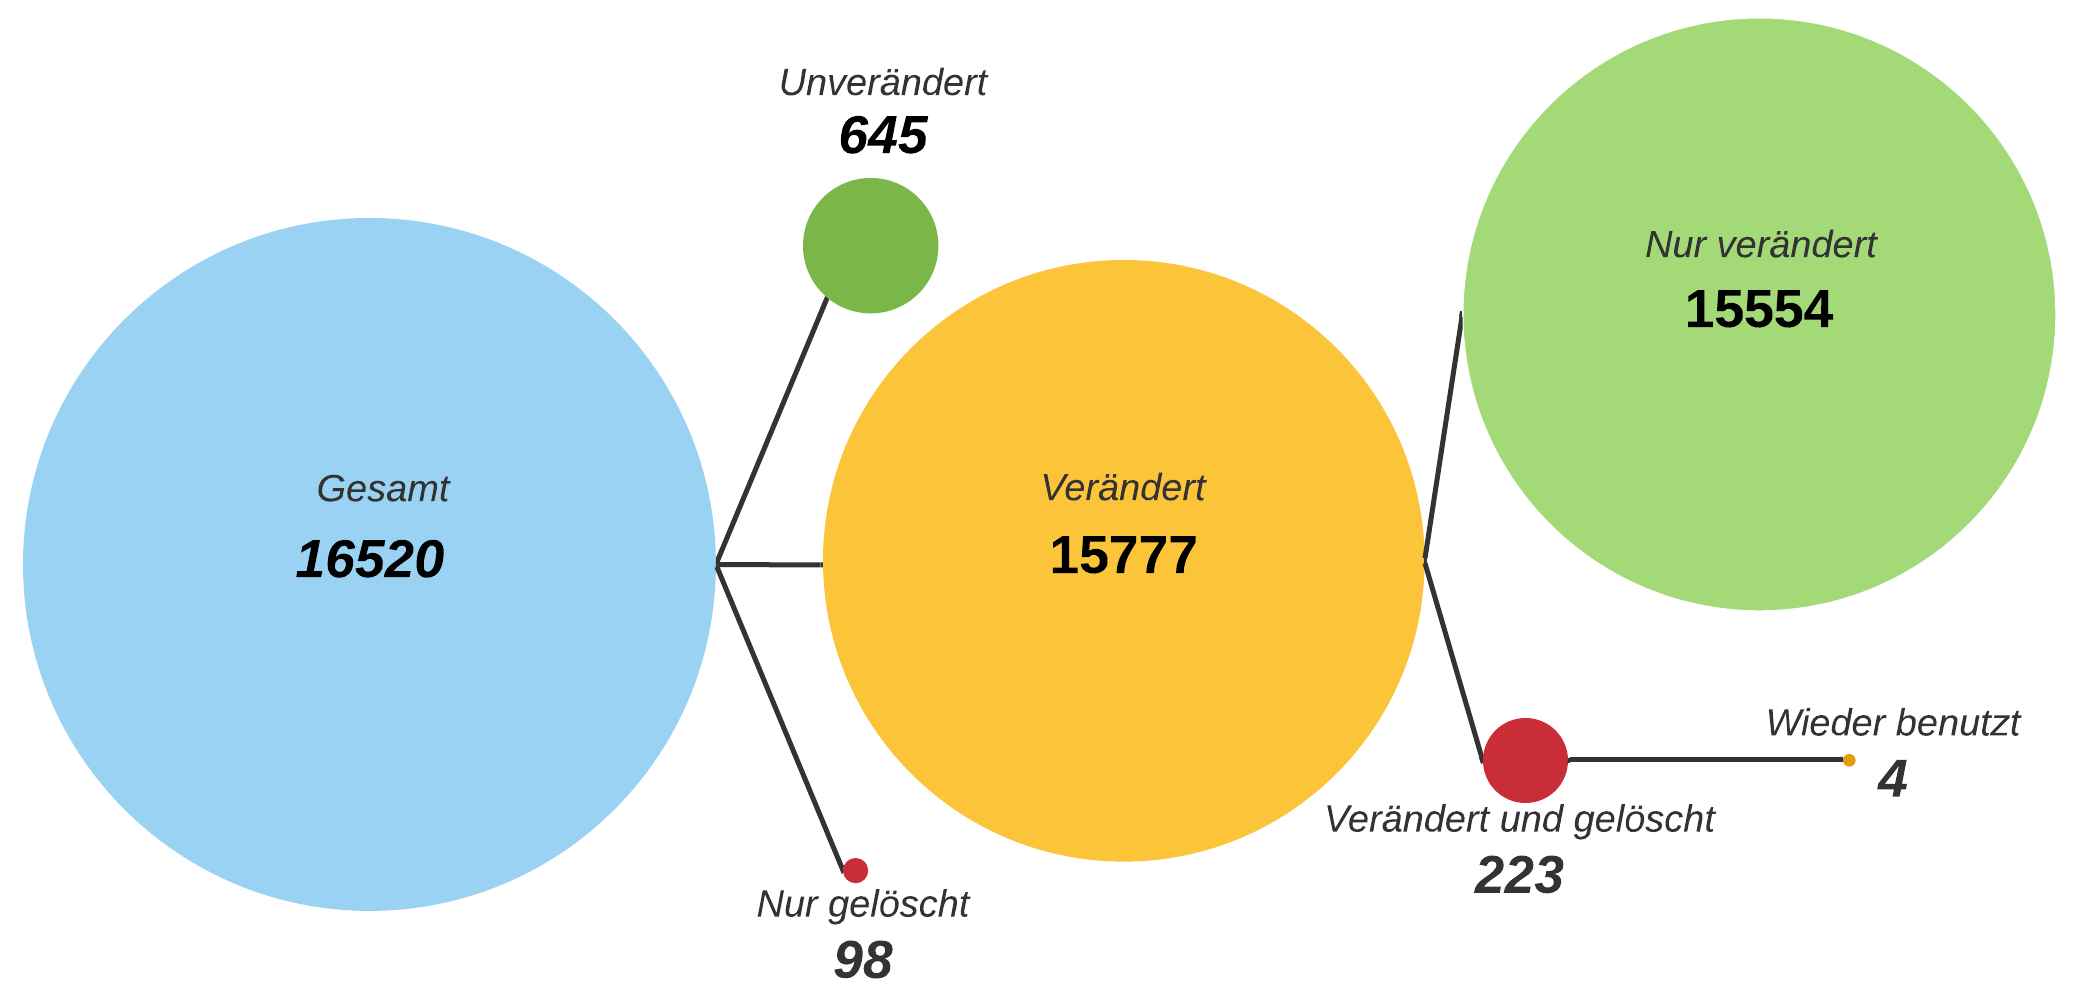 Gesamt
16520
Unverändert
645
Verändert
15777
Nur gelöscht
98
Nur verändert
15554
Verändert und gelöscht
223
Wieder benutzt
4